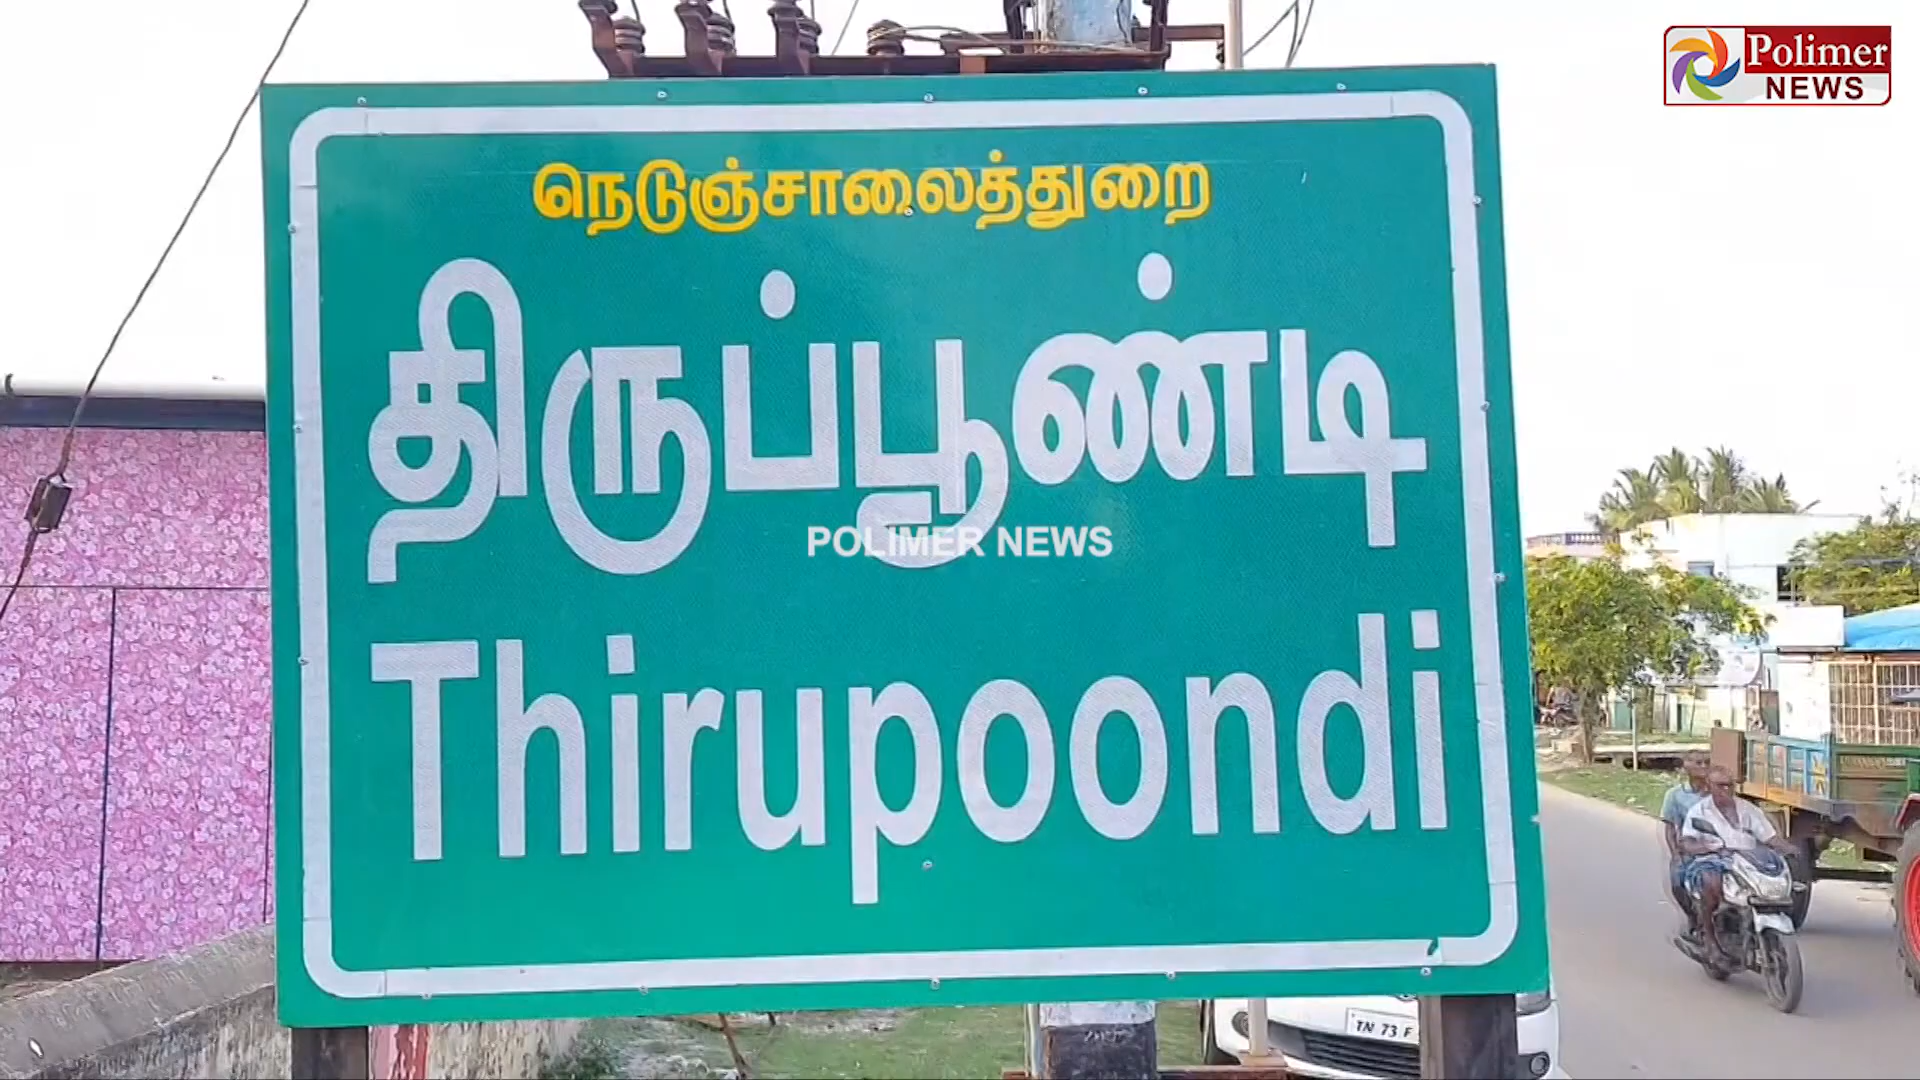 Polimer
NEWS
நெடுஞ்சாலைத்துறை
திருப்பூண்டி
POLIMER NEWS
Thirupoondi
TN 73 F